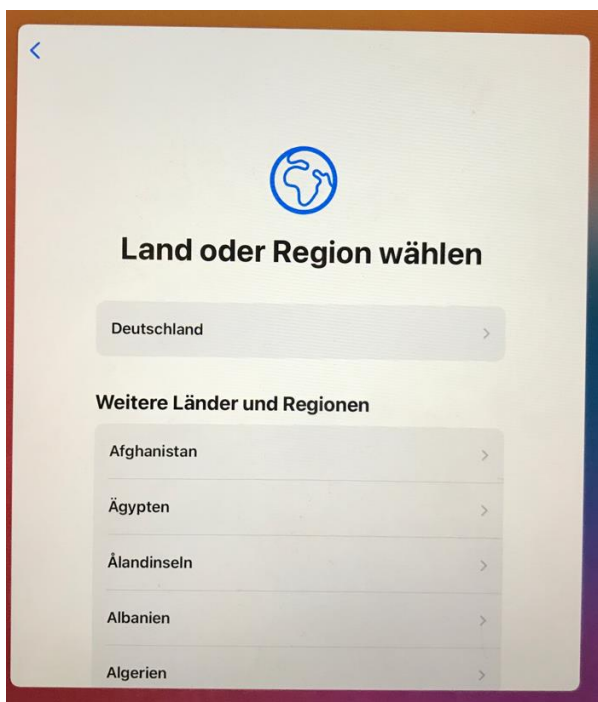 Land oder Region wählen
Deutschland
Weitere Länder und Regionen
Afghanistan
Ägypten
Ålandinseln
Albanien
Algerien